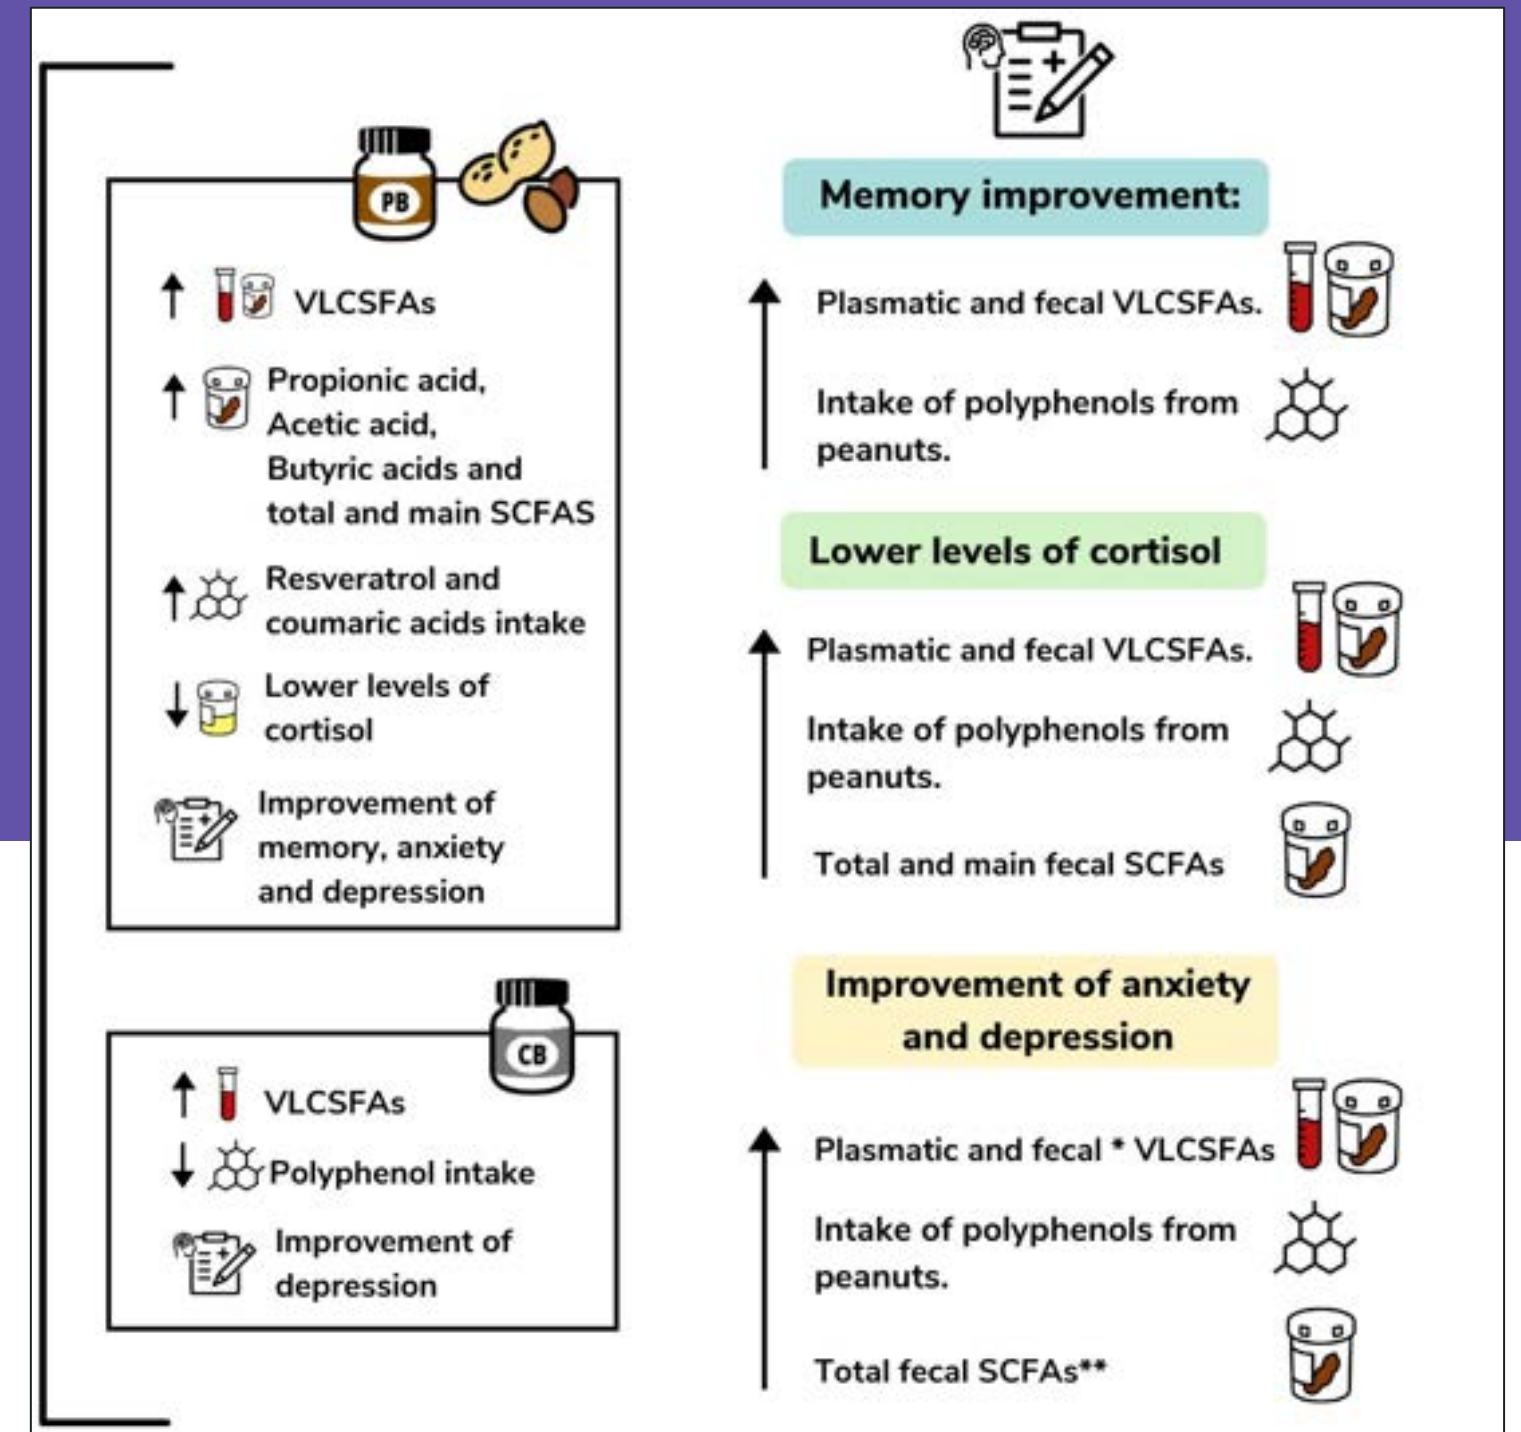 PB
VLCSFAs
Propionic acid,
Acetic acid,
Butyric acids and
total and main SCFAS
Resveratrol and
coumaric acids intake
Lower levels of
cortisol
Improvement of
memory, anxiety
and depression
CB
VLCSFAs
Polyphenol intake
Improvement of
depression
Memory improvement:
Plasmatic and fecal VLCSFAs.
Intake of polyphenols from
peanuts.
Lower levels of cortisol
Plasmatic and fecal VLCSFAs.
Intake of polyphenols from
peanuts.
Total and main fecal SCFAs
Improvement of anxiety
and depression
Plasmatic and fecal * VLCSFAs
Intake of polyphenols from
peanuts.
Total fecal SCFAs**